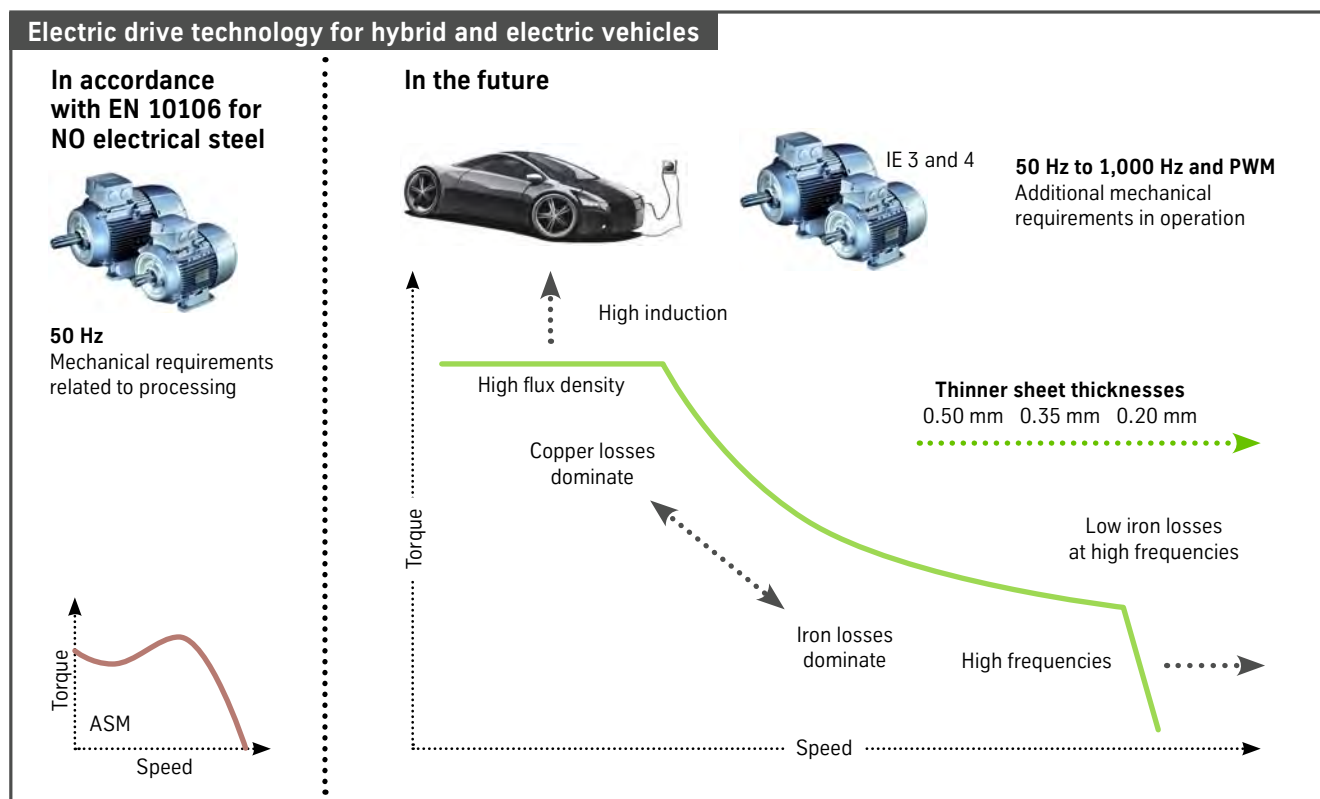 Electric drive technology for hybrid and electric vehicles
In accordance
with EN 10106 for
NO electrical steel
50 Hz
Mechanical requirements
related to processing
Torque
ASM
Speed
In the future
IE 3 and 4
50 Hz to 1,000 Hz and PWM
Additional mechanical
requirements in operation
High induction
High flux density
Thinner sheet thicknesses
0.50 mm 0.35 mm 0.20 mm
Copper losses
dominate
Torque
Low iron losses
at high frequencies
Iron losses
dominate
High frequencies
Speed